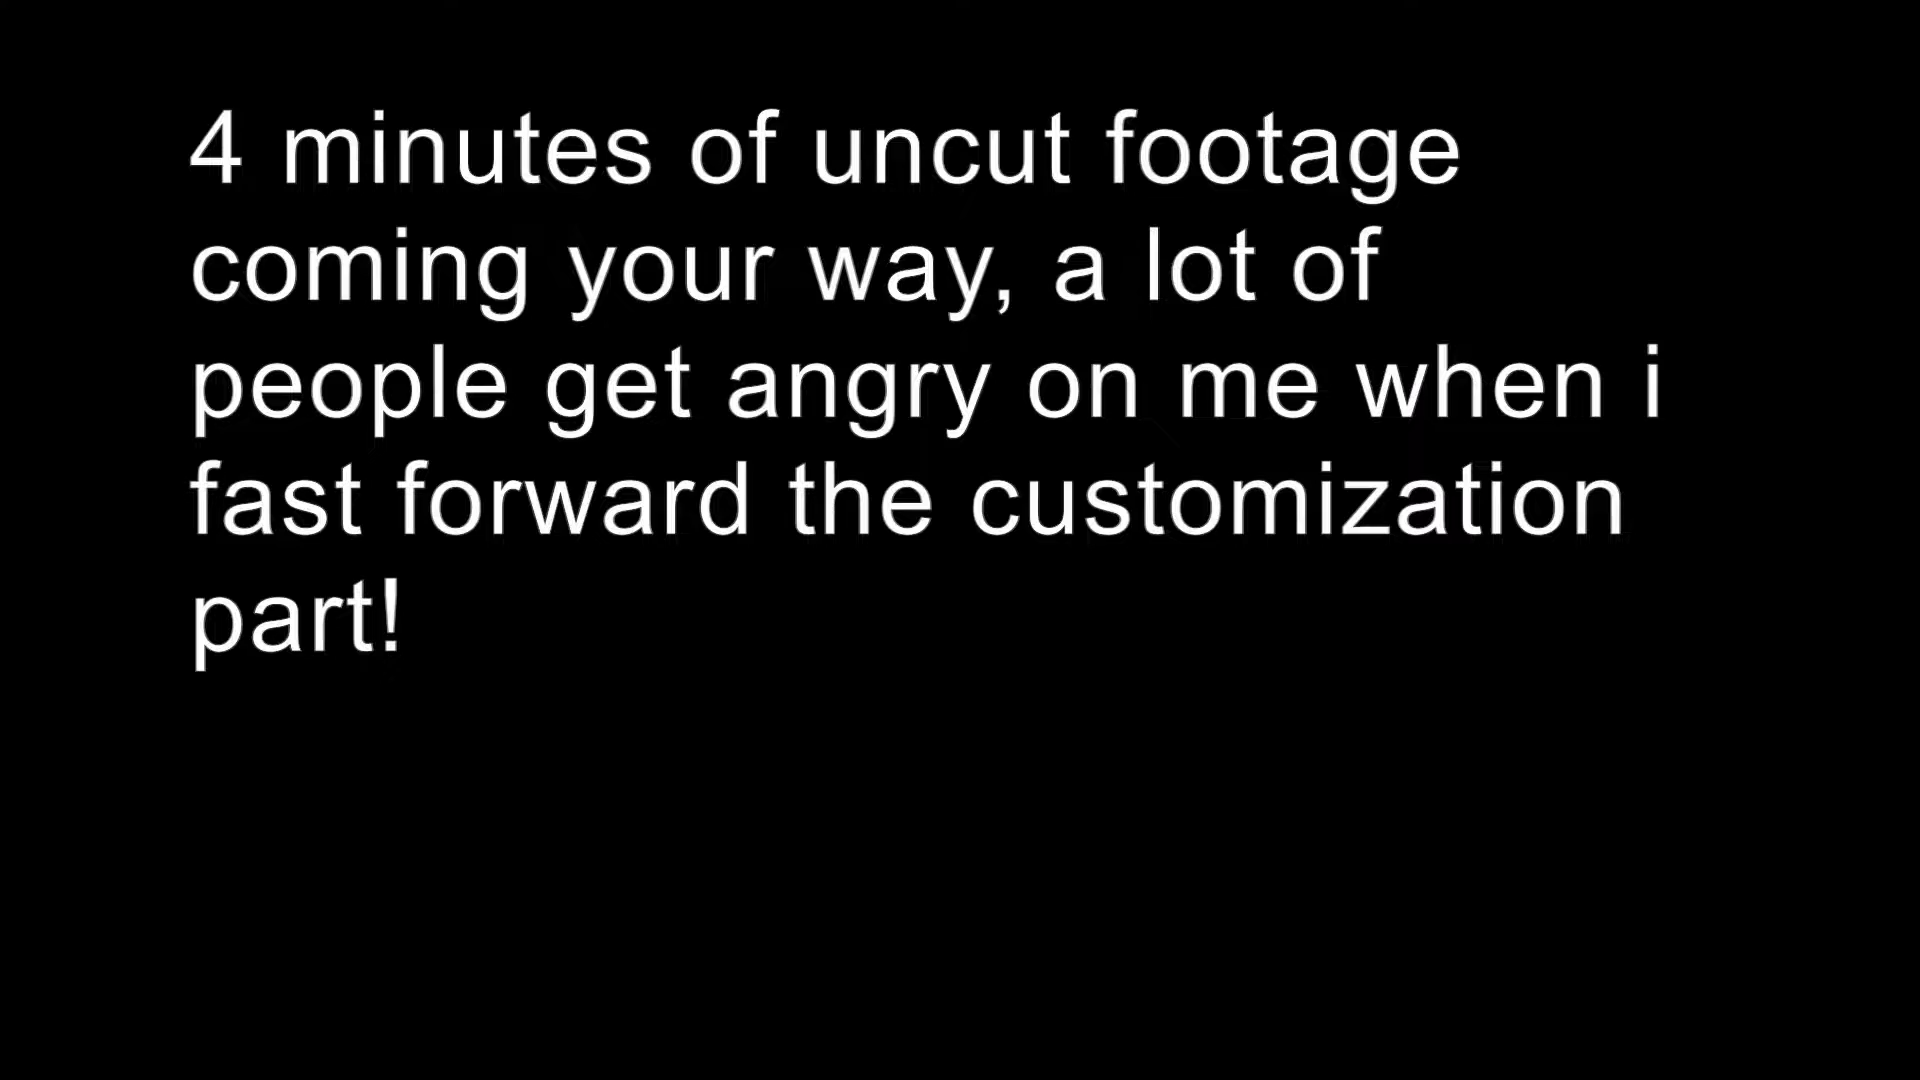 4 minutes of uncut footage
coming your way, a lot of
people get angry on me when i
fast forward the customization
part!